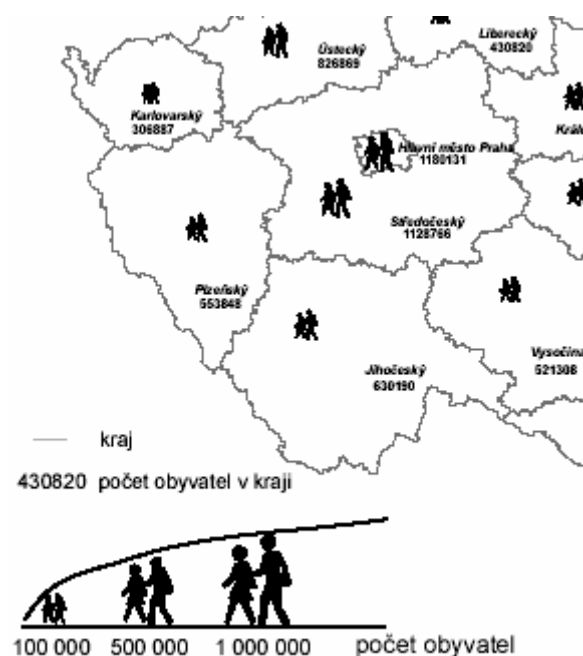 Liberecký
430820
Ústecký
826869
Karlovarský
306887
Králo
Hlavní město Praha
1180131
Středočeský
1128766
Plzeňský
553848
Vysočina
521308
Jihočeský
630190
kraj
430820 počet obyvatel v kraji
100 000 500 000 1 000 000 počet obyvatel